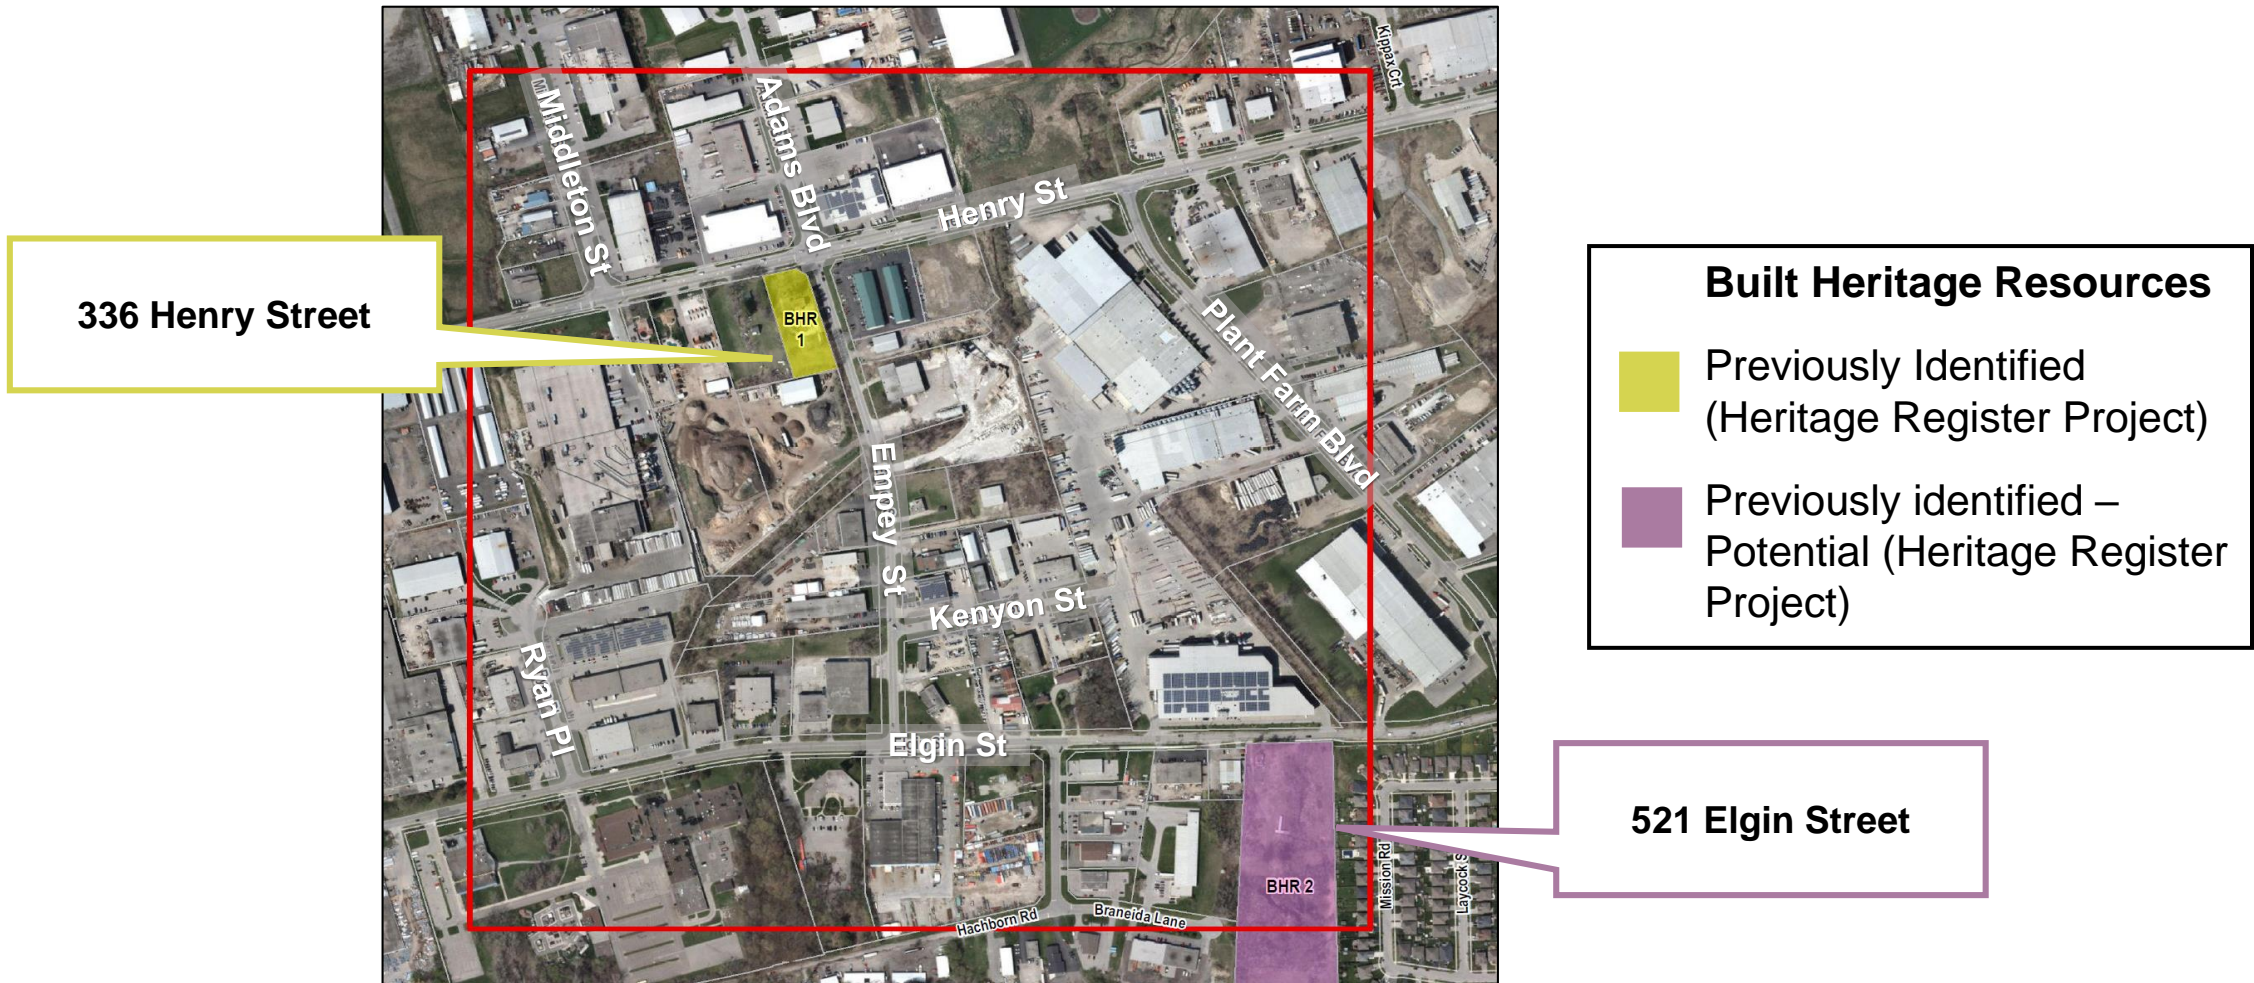 Kippax Crt
Middleton St
Adams Blvd
Henry St
336 Henry Street
BHR
1
Plant Farm Blvd
Empey St
Kenyon St
Ryan Pl
Elgin St
BHR 2
Mission Rd
Laycock S
Hachborn Rd
Braneida Lane
Built Heritage Resources
Previously Identified
(Heritage Register Project)
Previously identified –
Potential (Heritage Register
Project)
521 Elgin Street